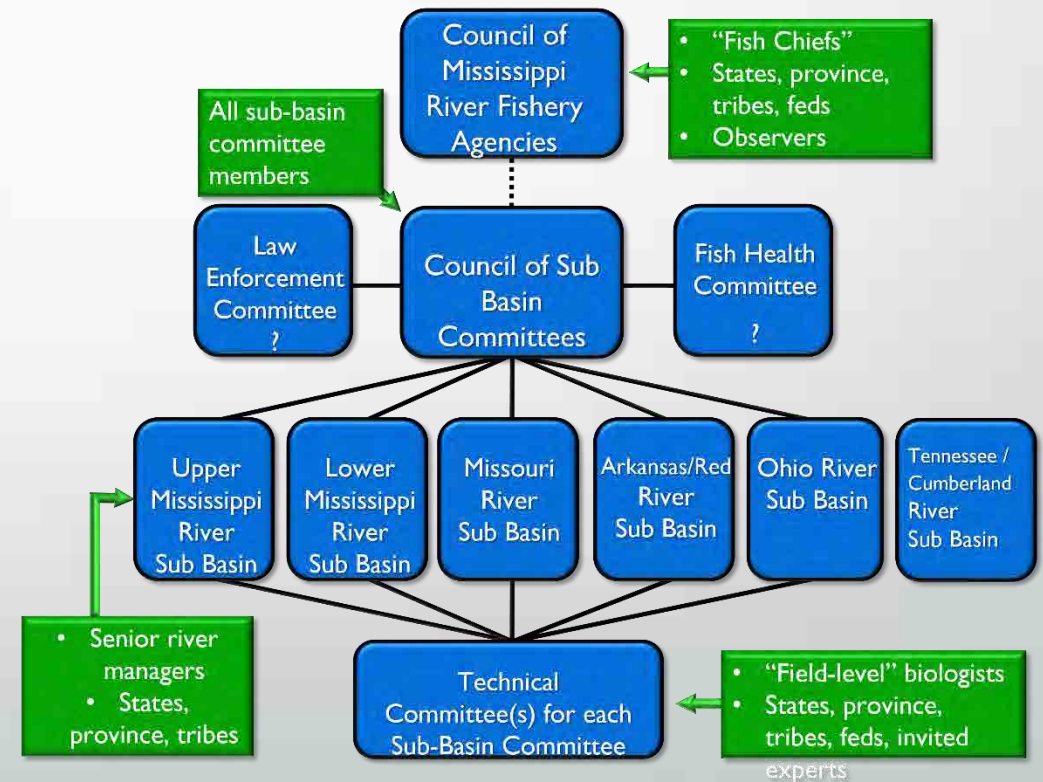 Council of
Mississippi
River Fishery
Agencies
• “Fish Chiefs”
• States, province,
tribes, feds
• Observers
All sub-basin
committee
members
Law
Enforcement
Committee
?
Council of Sub
Basin
Committees
Fish Health
Committee
?
Upper
Mississippi
River
Sub Basin
Lower
Mississippi
River
Sub Basin
Missouri
River
Sub Basin
Arkansas/Red
River
Sub Basin
Ohio River
Sub Basin
Tennessee /
Cumberland
River
Sub Basin
• Senior river
managers
• States,
province, tribes
Technical
Committee(s) for each
Sub-Basin Committee
• “Field-level” biologists
• States, province,
tribes, feds, invited
experts